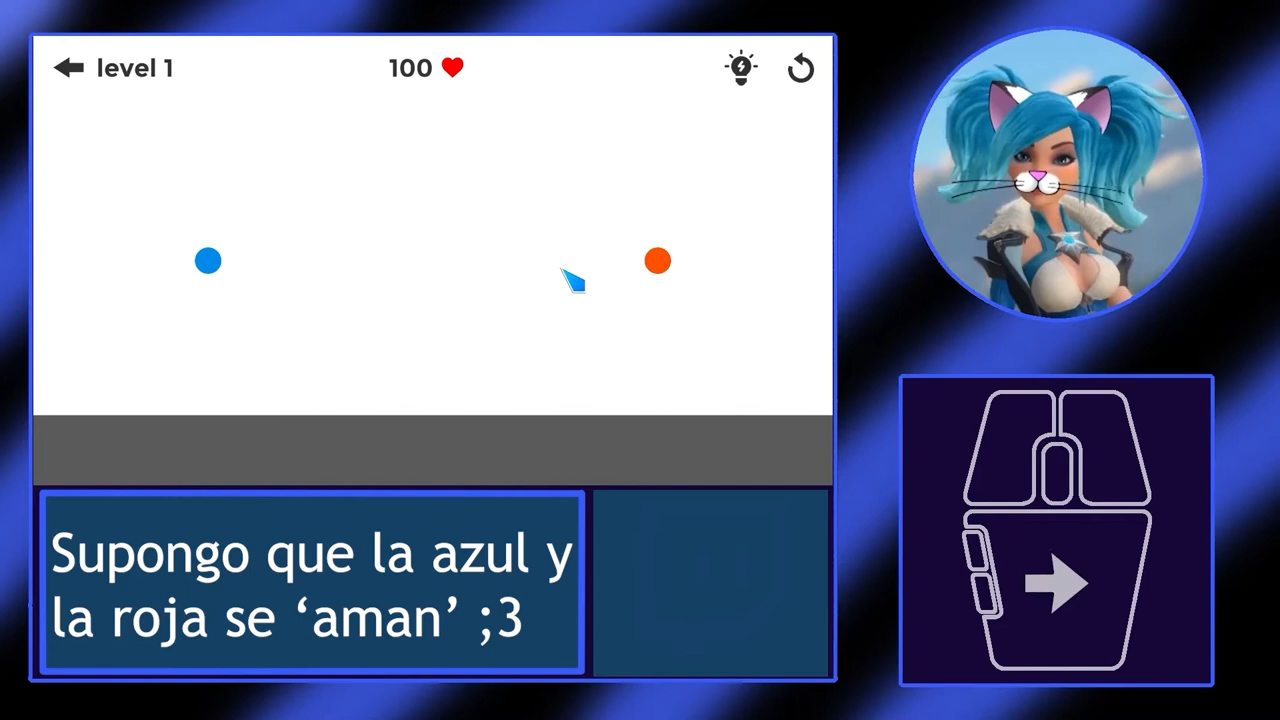 level 1
100
Supongo que la azul y
la roja se ‘aman’ ;3